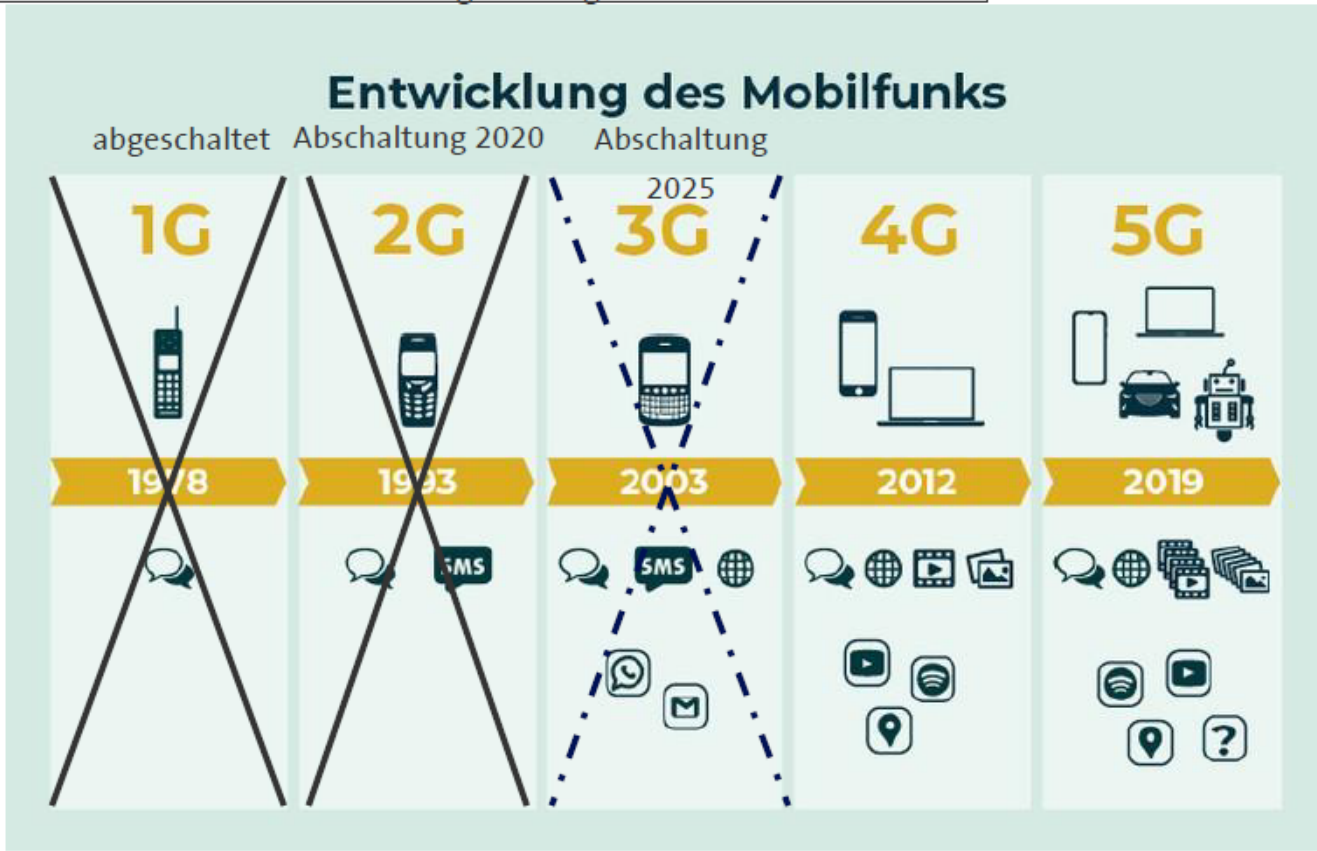 Entwicklung des Mobilfunks
abgeschaltet
Abschaltung 2020
Abschaltung
2025
1G
2G
3G
4G
5G
1978
1993
2003
2012
2019
SMS
SMS
?